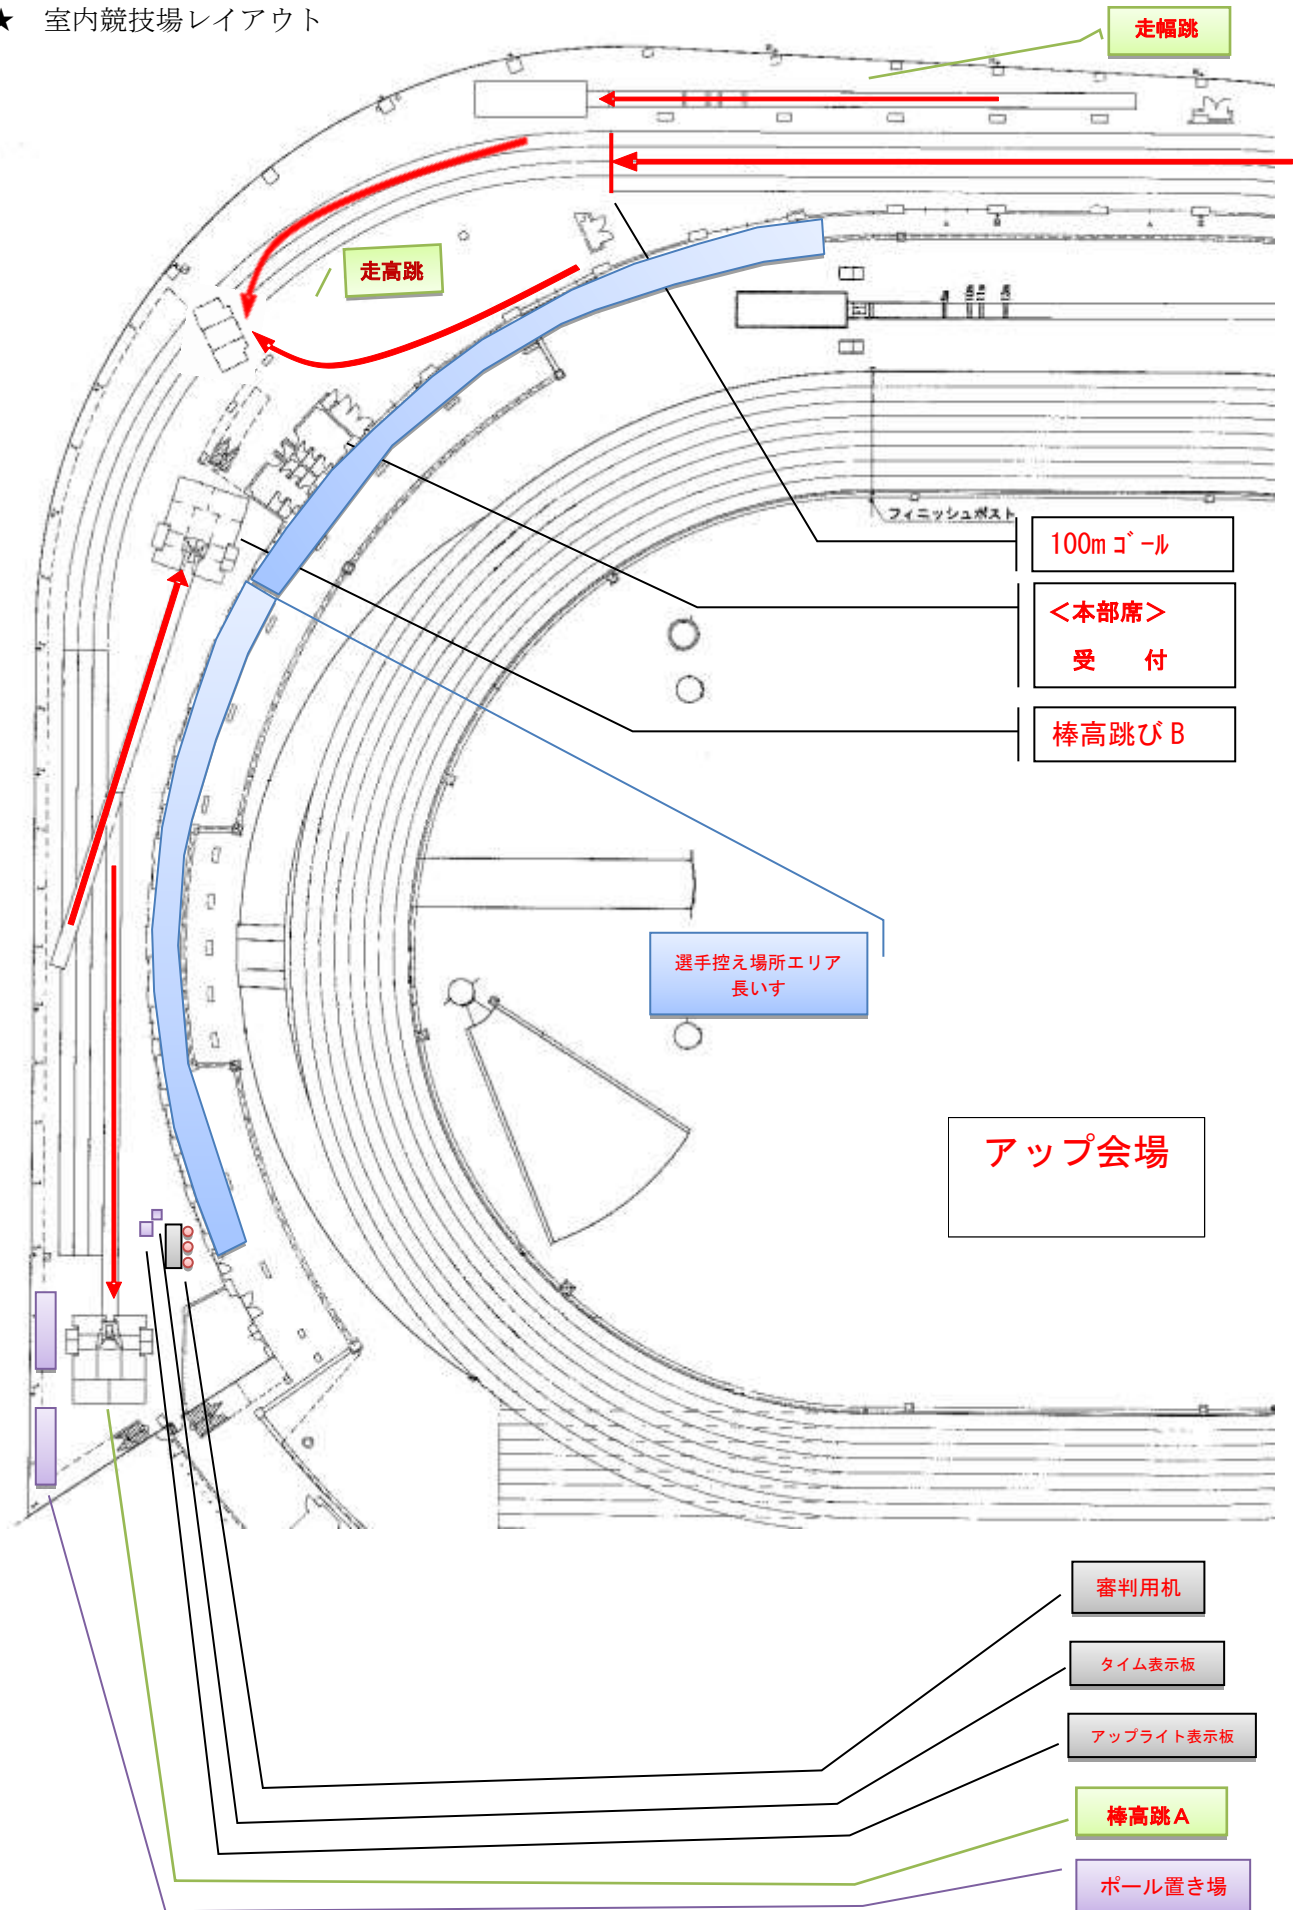 ★　室内競技場レイアウト
走幅跳
走高跳
フィニッシュポスト
100mｺﾞｰﾙ
＜本部席＞
受　　付
棒高跳びB
選手控え場所エリア
長いす
アップ会場
審判用机
タイム表示板
アップライト表示板
棒高跳A
ポール置き場